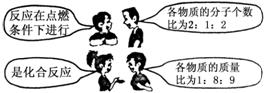 反应在点燃
条件下进行
各物质的分子个数
比为2：1：2
是化合反应
各物质的质量
比为1：8：9